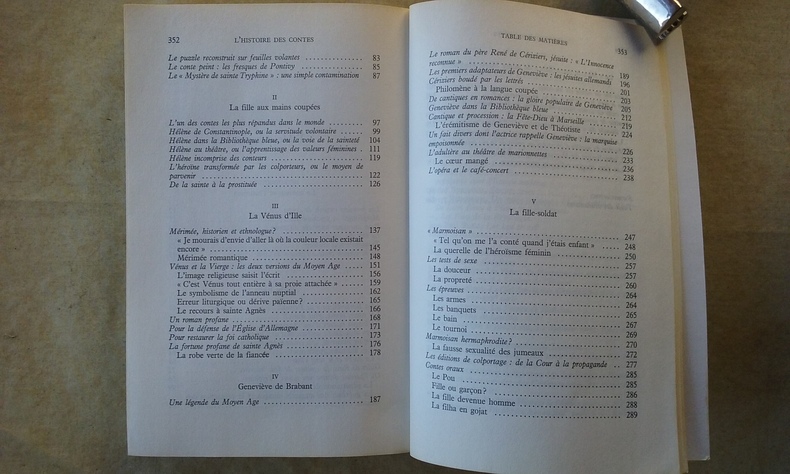 352 L'HISTOIRE DES CONTES
Le puzzle reconstruit sur feuilles volantes .......... 83
Le conte peint : les fresques de Pontivy .......... 85
Le « Mystère de sainte Tryphine » : une simple contamination 87
II
La fille aux mains coupées
L'un des contes les plus répandus dans le monde .......... 97
Hélène de Constantinople, ou la servitude volontaire .......... 99
Hélène dans la Bibliothèque bleue, ou la voie de la sainteté 104
Hélène au théâtre, ou l'apprentissage des valeurs féminines . 111
Hélène incomprise des conteurs .......... 119
L'héroïne transformée par les colporteurs, ou le moyen de
parvenir .......... 122
De la sainte à la prostituée .......... 126
III
La Vénus d'Ille
Mérimée, historien et ethnologue ? .......... 137
« Je mourais d'envie d'aller là où la couleur locale existait
encore » .......... 145
Mérimée romantique .......... 148
Vénus et la Vierge : les deux versions du Moyen Age .......... 151
L'image religieuse saisit l'écrit .......... 156
« C'est Vénus tout entière à sa proie attachée » .......... 159
Le symbolisme de l'anneau nuptial .......... 162
Erreur liturgique ou dérive païenne ? .......... 165
Le recours à sainte Agnès .......... 166
Un roman profane .......... 168
Pour la défense de l'Église d'Allemagne .......... 171
Pour restaurer la foi catholique .......... 173
La fortune profane de sainte Agnès .......... 176
La robe verte de la fiancée .......... 178
IV
Geneviève de Brabant
Une légende du Moyen Age .......... 187
TABLE DES MATIÈRES 353
Le roman du père René de Cériziers, jésuite : « L'Innocence
reconnue » .......... 189
Les premiers adaptateurs de Geneviève : les jésuites allemands 196
Cériziers boudé par les lettrés .......... 201
Philomène à la langue coupée .......... 203
De cantiques en romances : la gloire populaire de Geneviève 205
Geneviève dans la Bibliothèque bleue .......... 212
Cantique et procession : la Fête-Dieu à Marseille .......... 219
L'érémitisme de Geneviève et de Théotiste .......... 224
Un fait divers dont l'actrice rappelle Geneviève : la marquise
empoisonnée .......... 226
L'adultère au théâtre de marionnettes .......... 233
Le cœur mangé .......... 236
L'opéra et le café-concert .......... 238
V
La fille-soldat
« Marmoisan » .......... 247
« Tel qu'on me l'a conté quand j'étais enfant » .......... 248
La querelle de l'héroïsme féminin .......... 250
Les tests de sexe .......... 257
La douceur .......... 257
La propreté .......... 257
Les épreuves .......... 264
Les armes .......... 264
Les banquets .......... 265
Le bain .......... 267
Le tournoi .......... 269
Marmoisan hermaphrodite ? .......... 270
La fausse sexualité des jumeaux .......... 272
Les éditions de colportage : de la Cour à la propagande .. 277
Contes oraux .......... 285
Le Pou .......... 285
Fille ou garçon ? .......... 286
La fille devenue homme .......... 288
La filha en gojat .......... 289